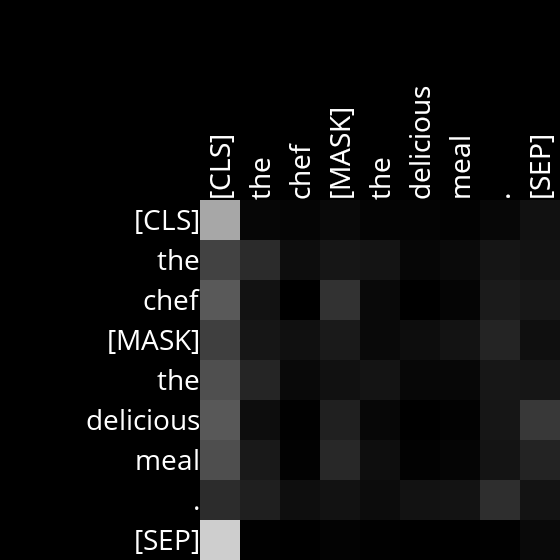 [CLS] the chef [MASK] the delicious meal . [SEP]
[CLS]
the
chef
[MASK]
the
delicious
meal
.
[SEP]